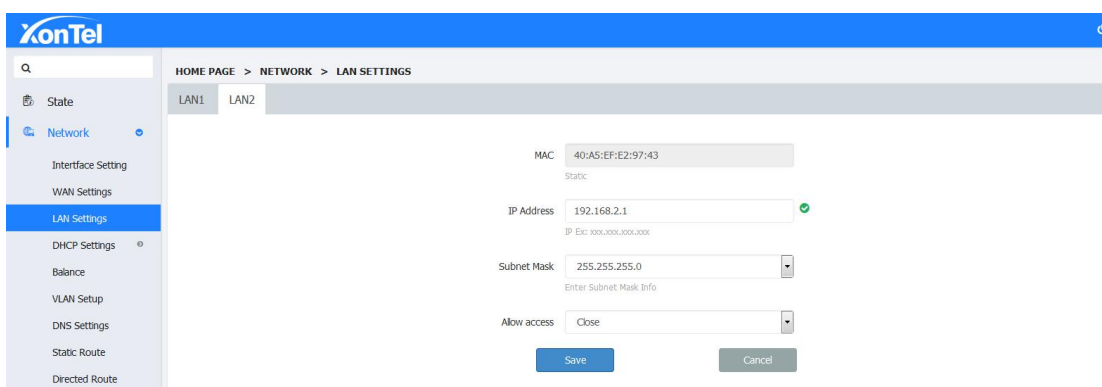 XonTel
HOME PAGE > NETWORK > LAN SETTINGS
State
Network
Intertface Setting
WAN Settings
LAN Settings
DHCP Settings
Balance
VLAN Setup
DNS Settings
Static Route
Directed Route
LAN1 LAN2
MAC 40:A5:EF:E2:97:43
Static
IP Address 192.168.2.1
IP Ex: xxx.xxx.xxx.xxx
Subnet Mask 255.255.255.0
Enter Subnet Mask Info
Allow access Close
Save Cancel